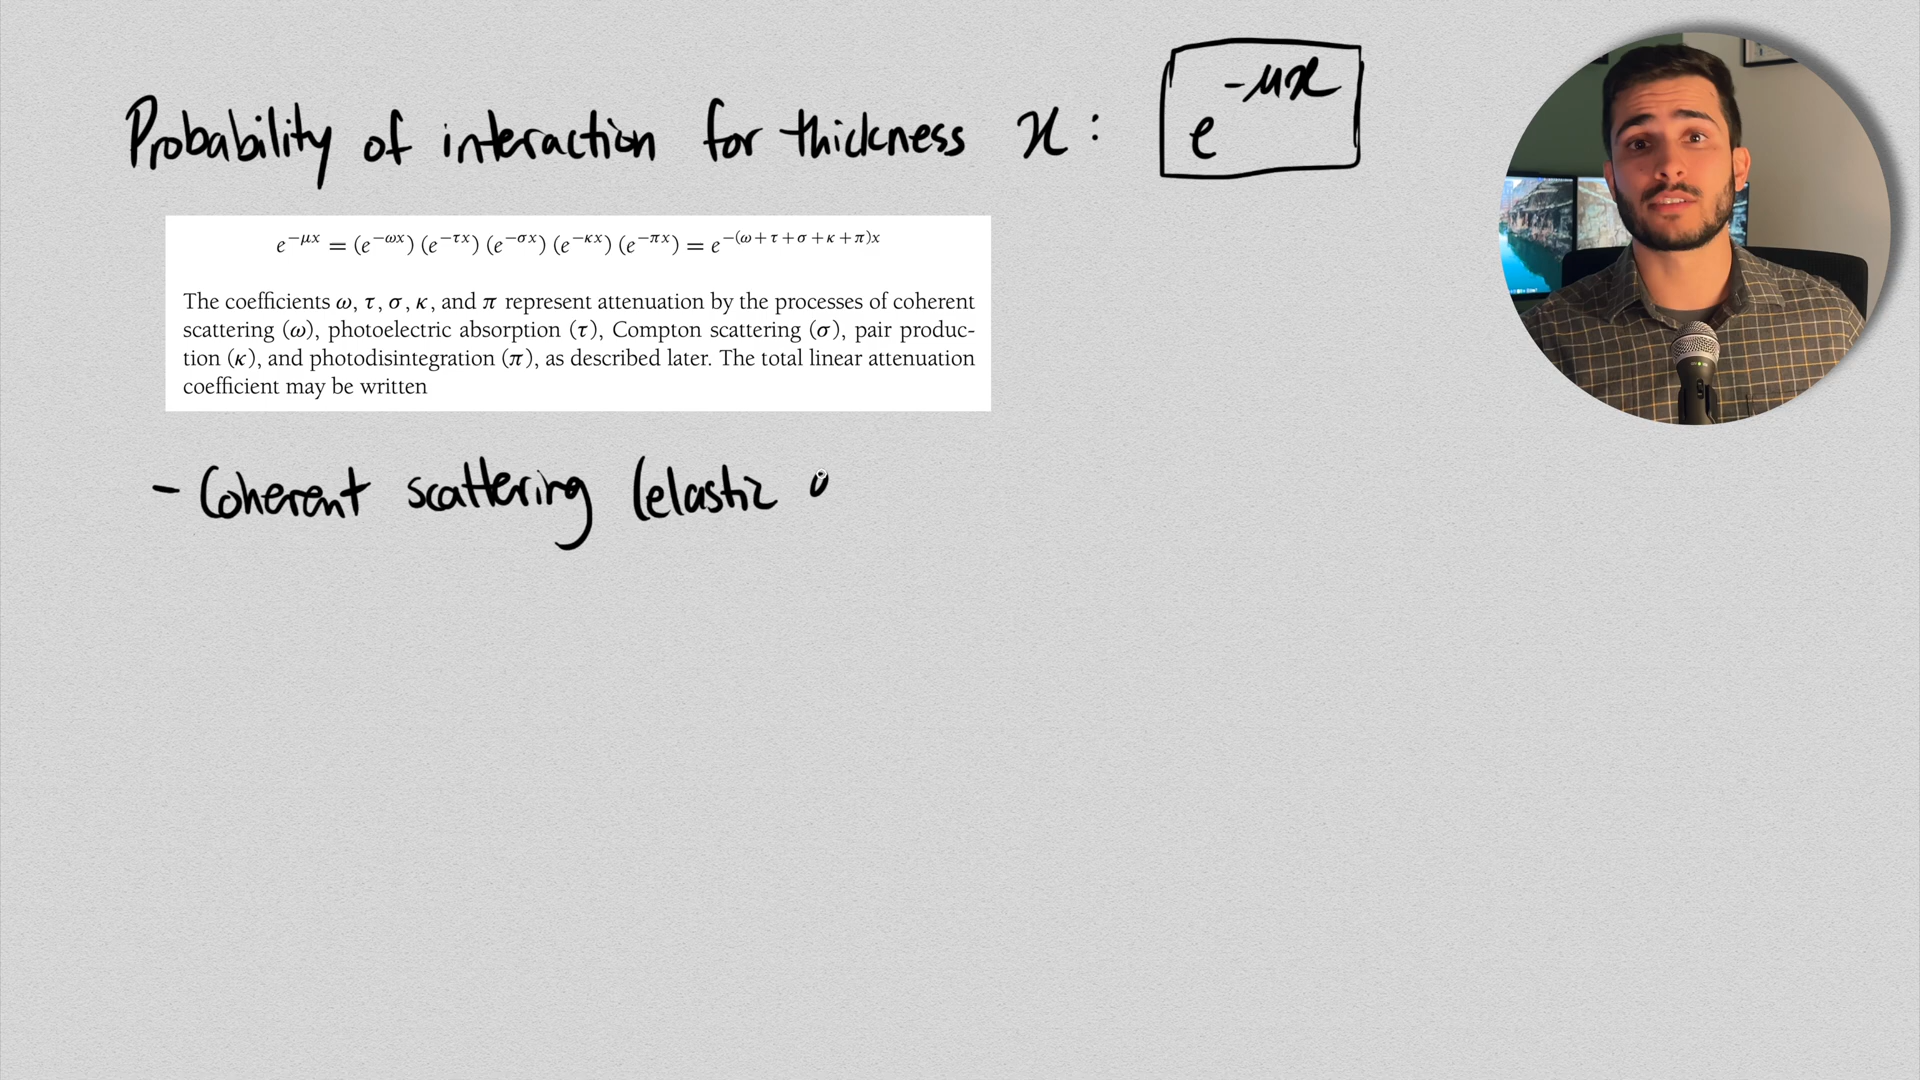 Probability of interaction for thickness x : e^{-μx}
e^{−μx} = (e^{−ωx}) (e^{−τx}) (e^{−σx}) (e^{−κx}) (e^{−πx}) = e^{−(ω+τ+σ+κ+π)x}
The coefficients ω, τ, σ, κ, and π represent attenuation by the processes of coherent
scattering (ω), photoelectric absorption (τ), Compton scattering (σ), pair produc-
tion (κ), and photodisintegration (π), as described later. The total linear attenuation
coefficient may be written
- Coherent scattering (elastic o